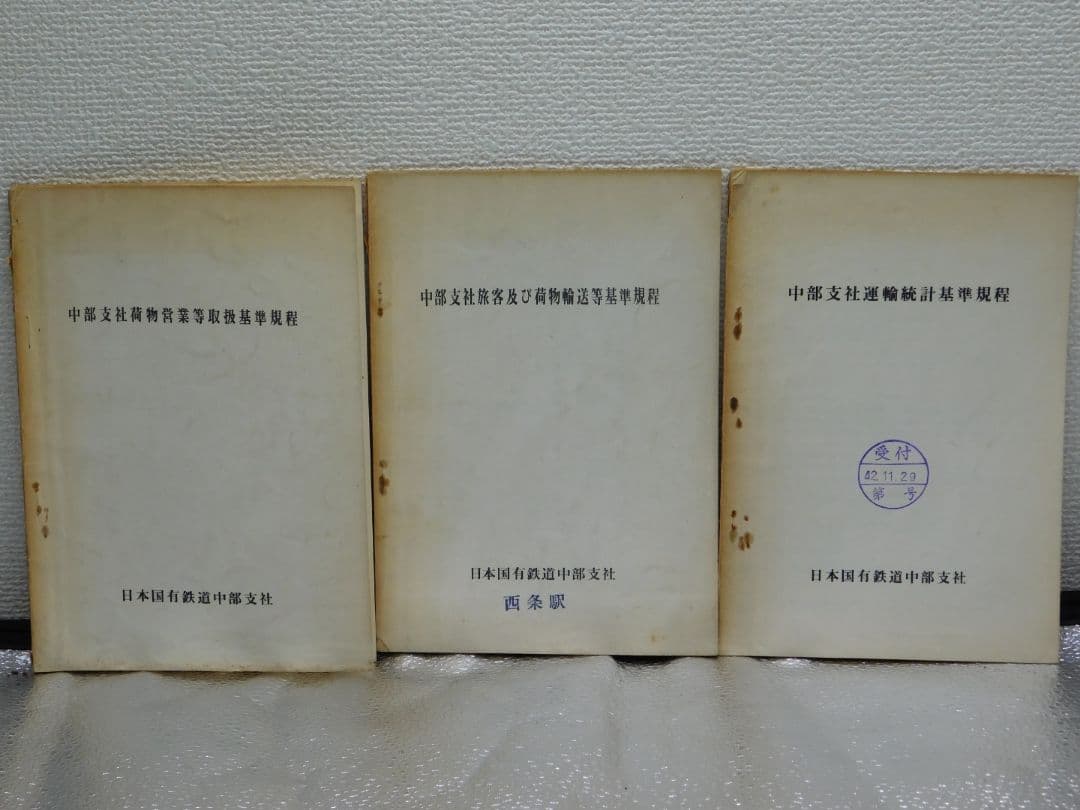 中部支社荷物営業等取扱基準規程
日本国有鉄道中部支社
中部支社旅客及び荷物輸送等基準規程
日本国有鉄道中部支社
西条駅
中部支社運輸統計基準規程
受付
42.11.29
第 号
日本国有鉄道中部支社